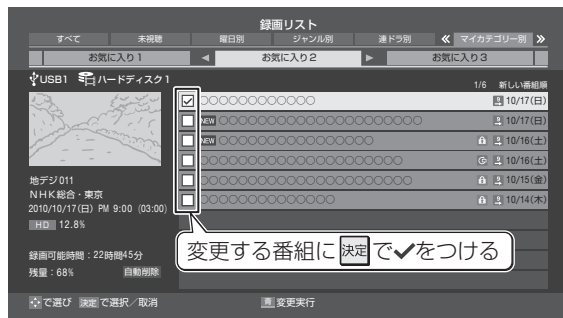 録画リスト
すべて 未視聴 曜日別 ジャンル別 連ドラ別 ≪ マイカテゴリー別 ≫
お気に入り1 ◀ お気に入り2 ▶ お気に入り3
USB1 ハードディスク1
1/6 新しい番組順
✓ 〇〇〇〇〇〇〇〇〇〇〇〇 10/17(日)
NEW 〇〇〇〇〇〇〇〇〇〇〇〇〇〇〇〇〇〇〇〇〇〇〇 10/17(日)
NEW 〇〇〇〇〇〇〇〇〇〇〇〇〇〇〇〇〇 10/16(土)
〇〇〇〇〇〇〇〇〇〇〇〇〇〇〇〇〇〇〇〇〇〇 10/16(土)
〇〇〇〇〇〇〇〇〇〇〇〇〇〇〇〇〇〇〇〇〇〇〇 10/15(金)
〇〇〇〇〇〇〇〇〇〇〇〇〇〇〇〇〇 10/14(木)
地デジ011
NHK総合・東京
2010/10/17(日) PM 9:00 (03:00)
HD 12.8%
変更する番組に 決定 で✓をつける
録画可能時間：22時間45分
残量：68% 自動削除
で選び 決定 で選択／取消 青 変更実行